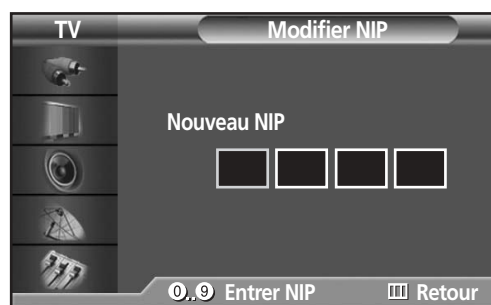 TV
Modifier NIP
Nouveau NIP
0..9 Entrer NIP
Retour